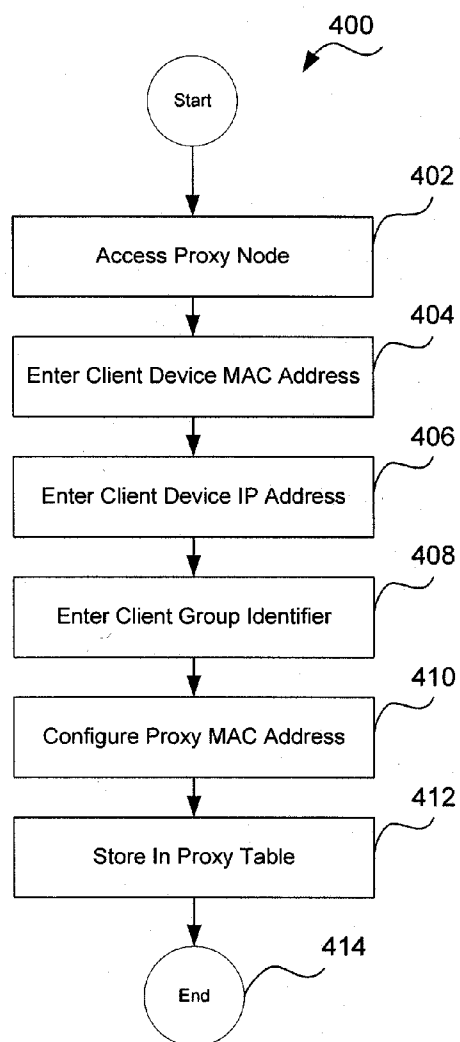 400
Start
402
Access Proxy Node
404
Enter Client Device MAC Address
406
Enter Client Device IP Address
408
Enter Client Group Identifier
410
Configure Proxy MAC Address
412
Store In Proxy Table
414
End